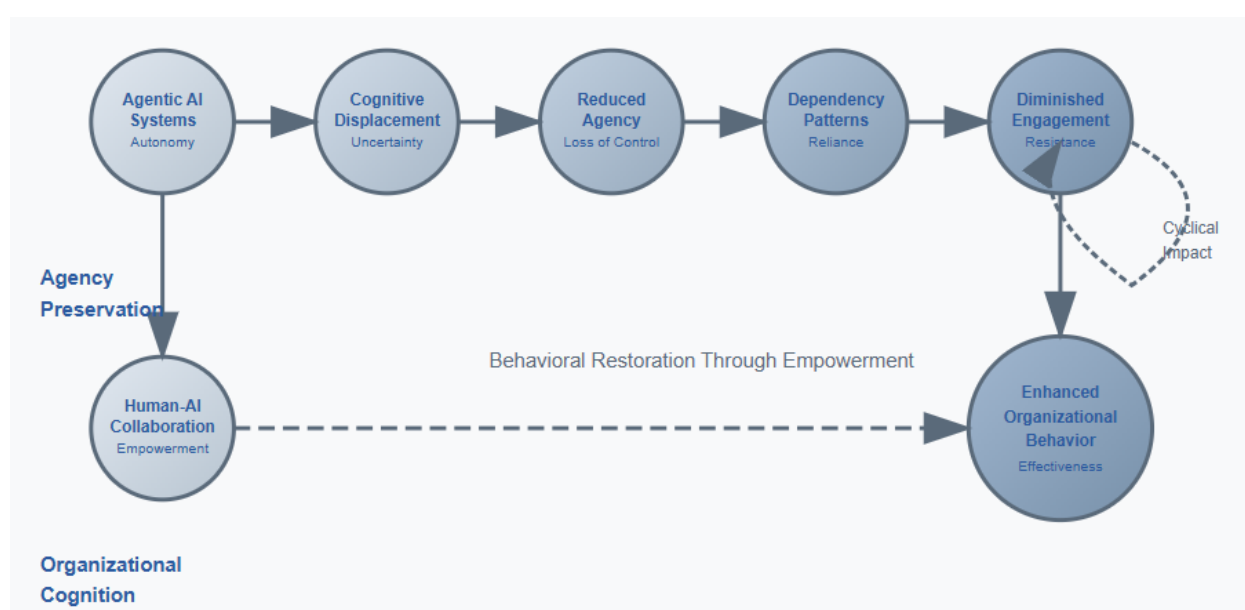 Agentic AI
Systems
Autonomy
Cognitive
Displacement
Uncertainty
Reduced
Agency
Loss of Control
Dependency
Patterns
Reliance
Diminished
Engagement
Resistance
Cyclical
Impact
Agency
Preservation
Behavioral Restoration Through Empowerment
Human-AI
Collaboration
Empowerment
Enhanced
Organizational
Behavior
Effectiveness
Organizational
Cognition